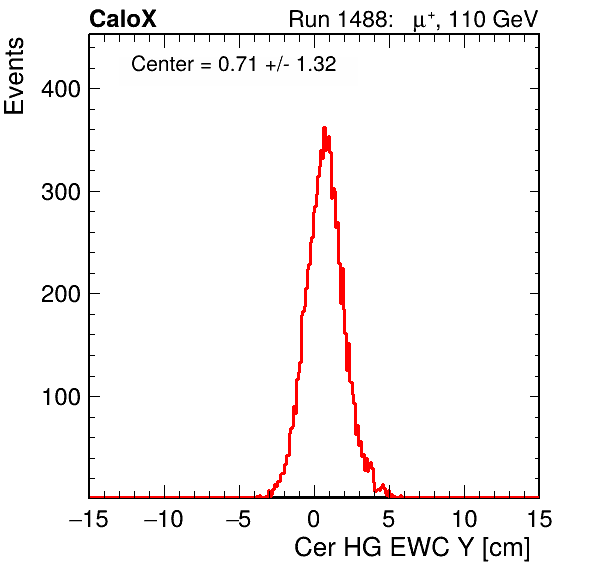 CaloX Run 1488: μ⁺, 110 GeV
Center = 0.71 +/- 1.32
Events
400
300
200
100
−15 −10 −5 0 5 10 15
Cer HG EWC Y [cm]